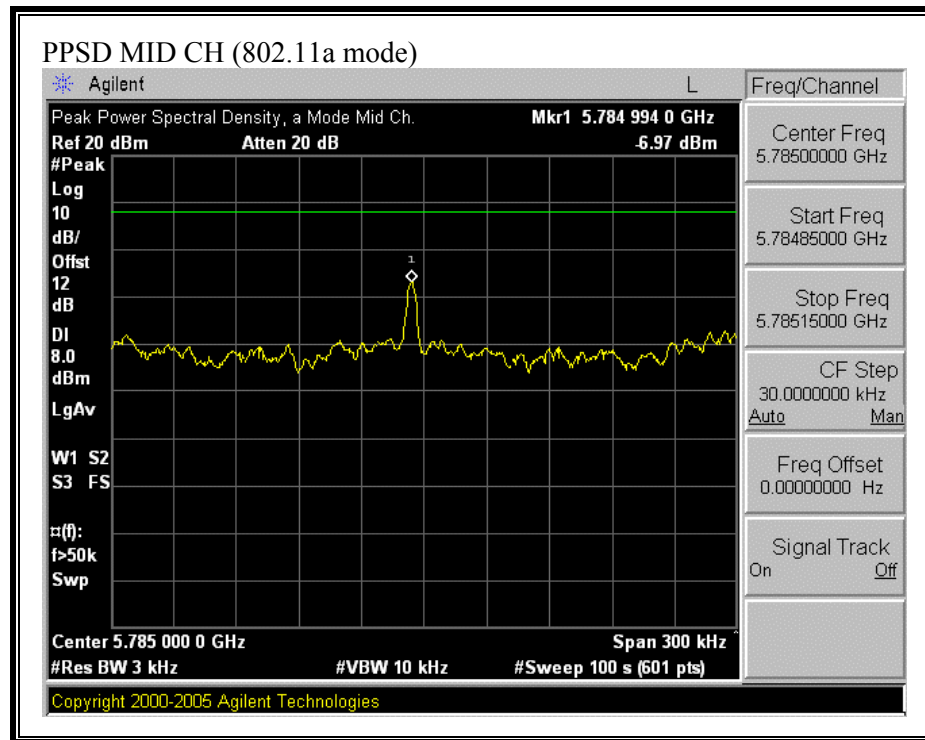 PPSD MID CH (802.11a mode)
Agilent L Freq/Channel
Peak Power Spectral Density, a Mode Mid Ch. Mkr1 5.784 994 0 GHz
Ref 20 dBm Atten 20 dB -6.97 dBm
#Peak
Log
10
dB/
Offst
12
dB
DI
8.0
dBm
LgAv
W1 S2
S3 FS
¤(f):
f>50k
Swp
1
Center 5.785 000 0 GHz Span 300 kHz
#Res BW 3 kHz #VBW 10 kHz #Sweep 100 s (601 pts)
Copyright 2000-2005 Agilent Technologies
Center Freq
5.78500000 GHz
Start Freq
5.78485000 GHz
Stop Freq
5.78515000 GHz
CF Step
30.0000000 kHz
Auto Man
Freq Offset
0.00000000 Hz
Signal Track
On Off